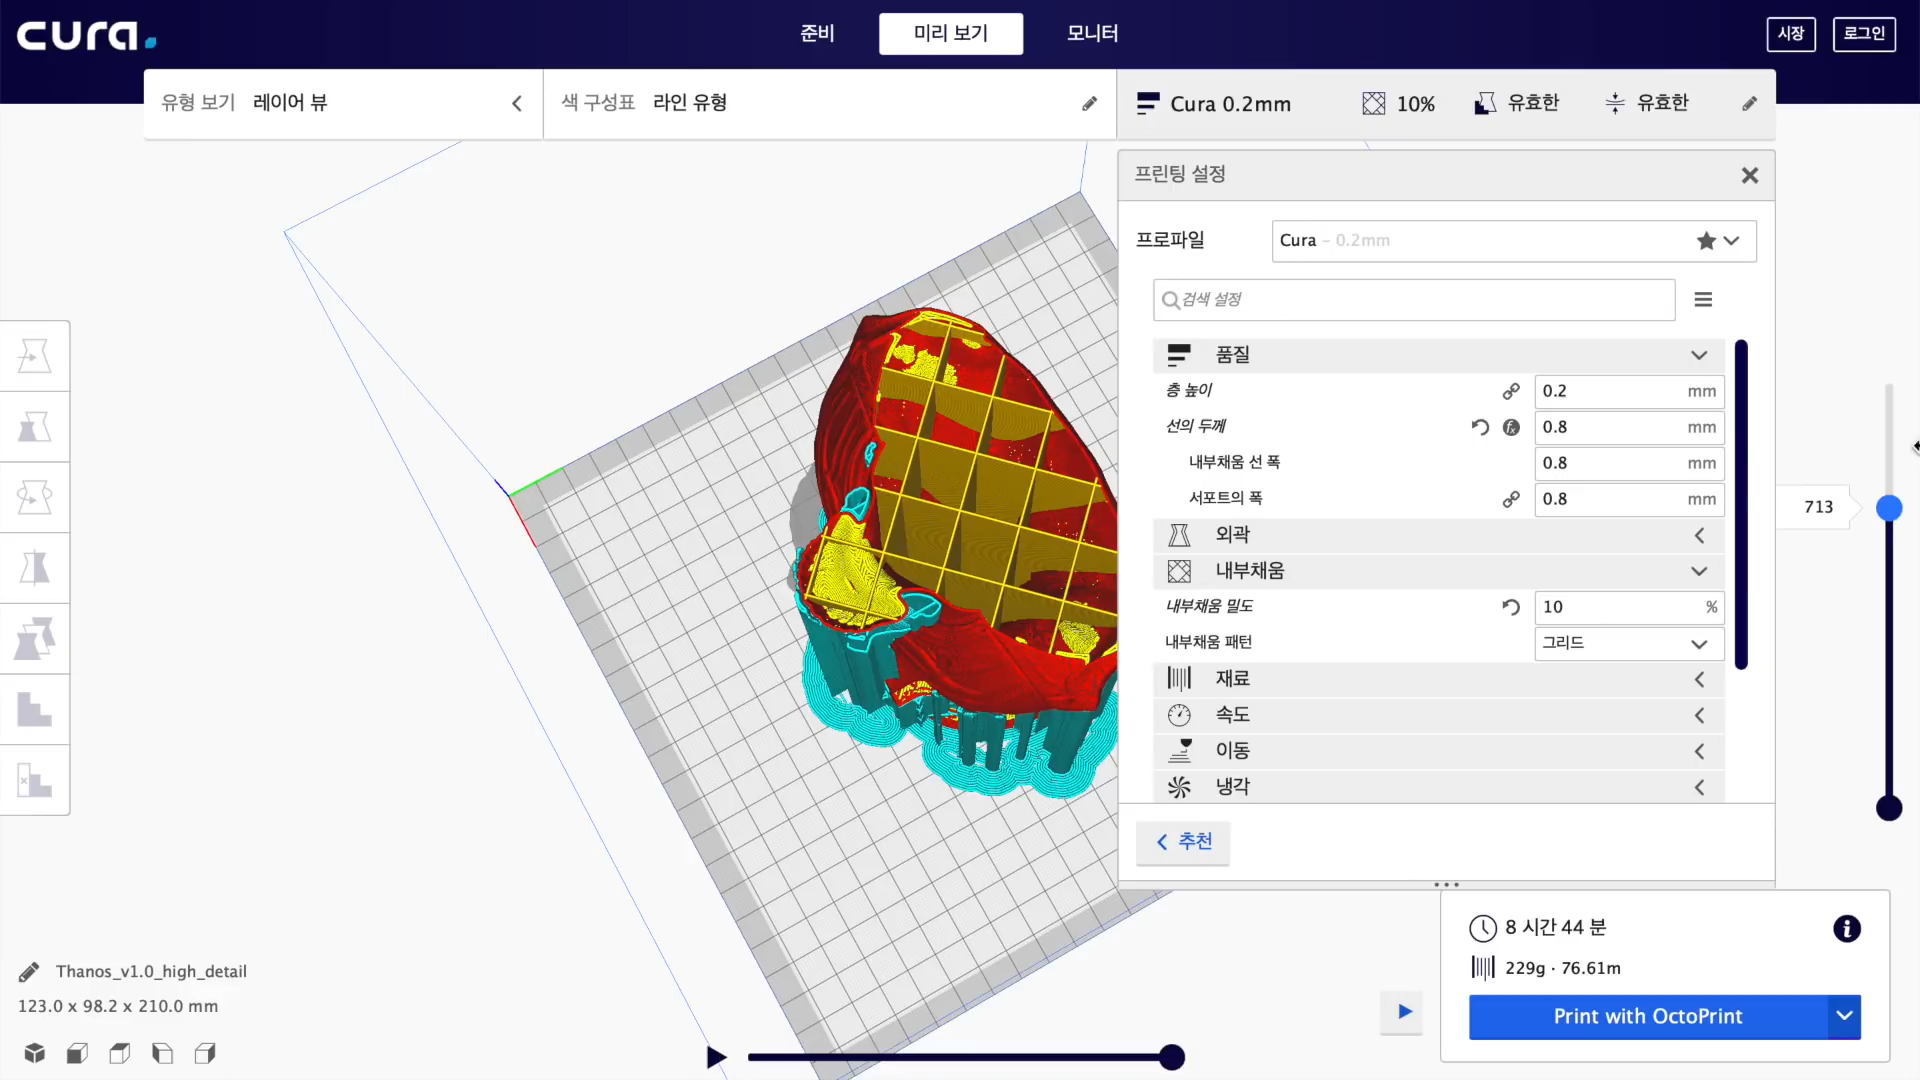 cura.
준비
미리 보기
모니터
시장
로그인
유형 보기 레이어 뷰
색 구성표 라인 유형
Cura 0.2mm
10%
유효한
유효한
프린팅 설정
프로파일
Cura - 0.2mm
검색 설정
품질
층 높이 0.2 mm
선의 두께 fx 0.8 mm
내부채움 선 폭 0.8 mm
서포트의 폭 0.8 mm
외곽
내부채움
내부채움 밀도 10 %
내부채움 패턴 그리드
재료
속도
이동
냉각
추천
713
8 시간 44 분
229g · 76.61m
Print with OctoPrint
Thanos_v1.0_high_detail
123.0 x 98.2 x 210.0 mm